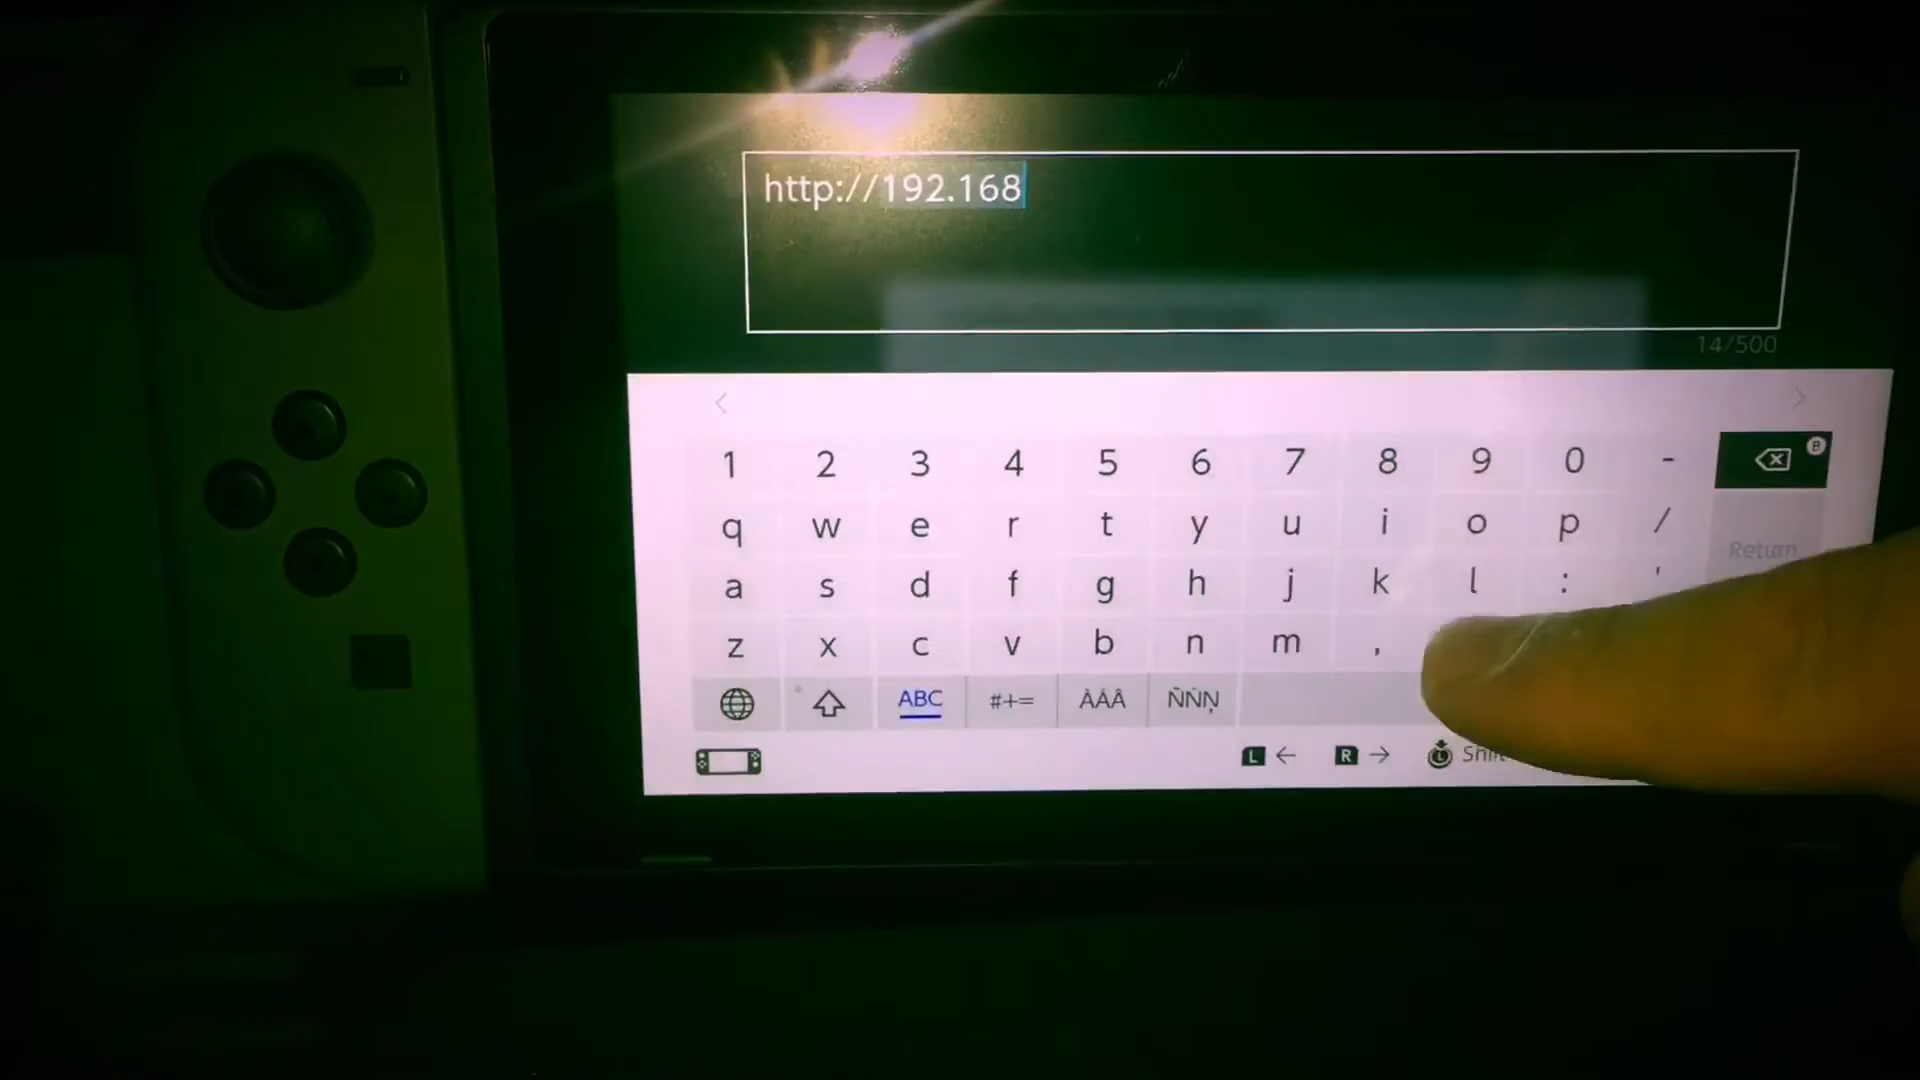 http://192.168
14/500
< >
1 2 3 4 5 6 7 8 9 0 - B
q w e r t y u i o p / Return
a s d f g h j k l : '
z x c v b n m ,
ABC #+= ÀÁÂ ÑŃŅ
L ← R → L